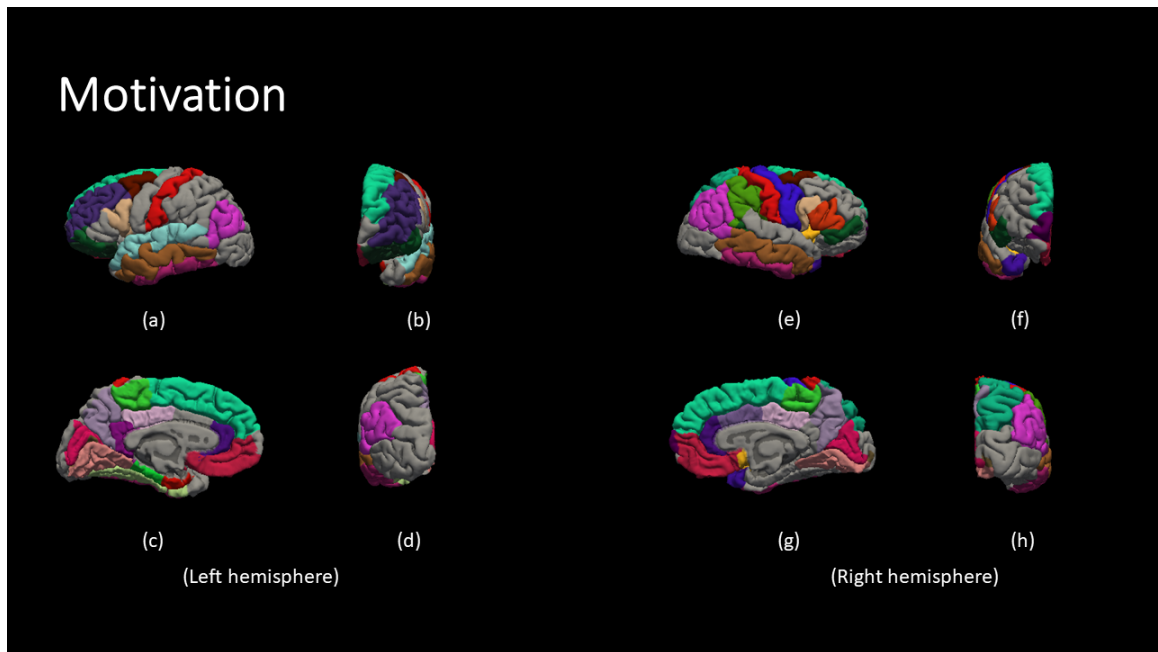 Motivation
(a)
(b)
(e)
(f)
(c)
(d)
(g)
(h)
(Left hemisphere)
(Right hemisphere)